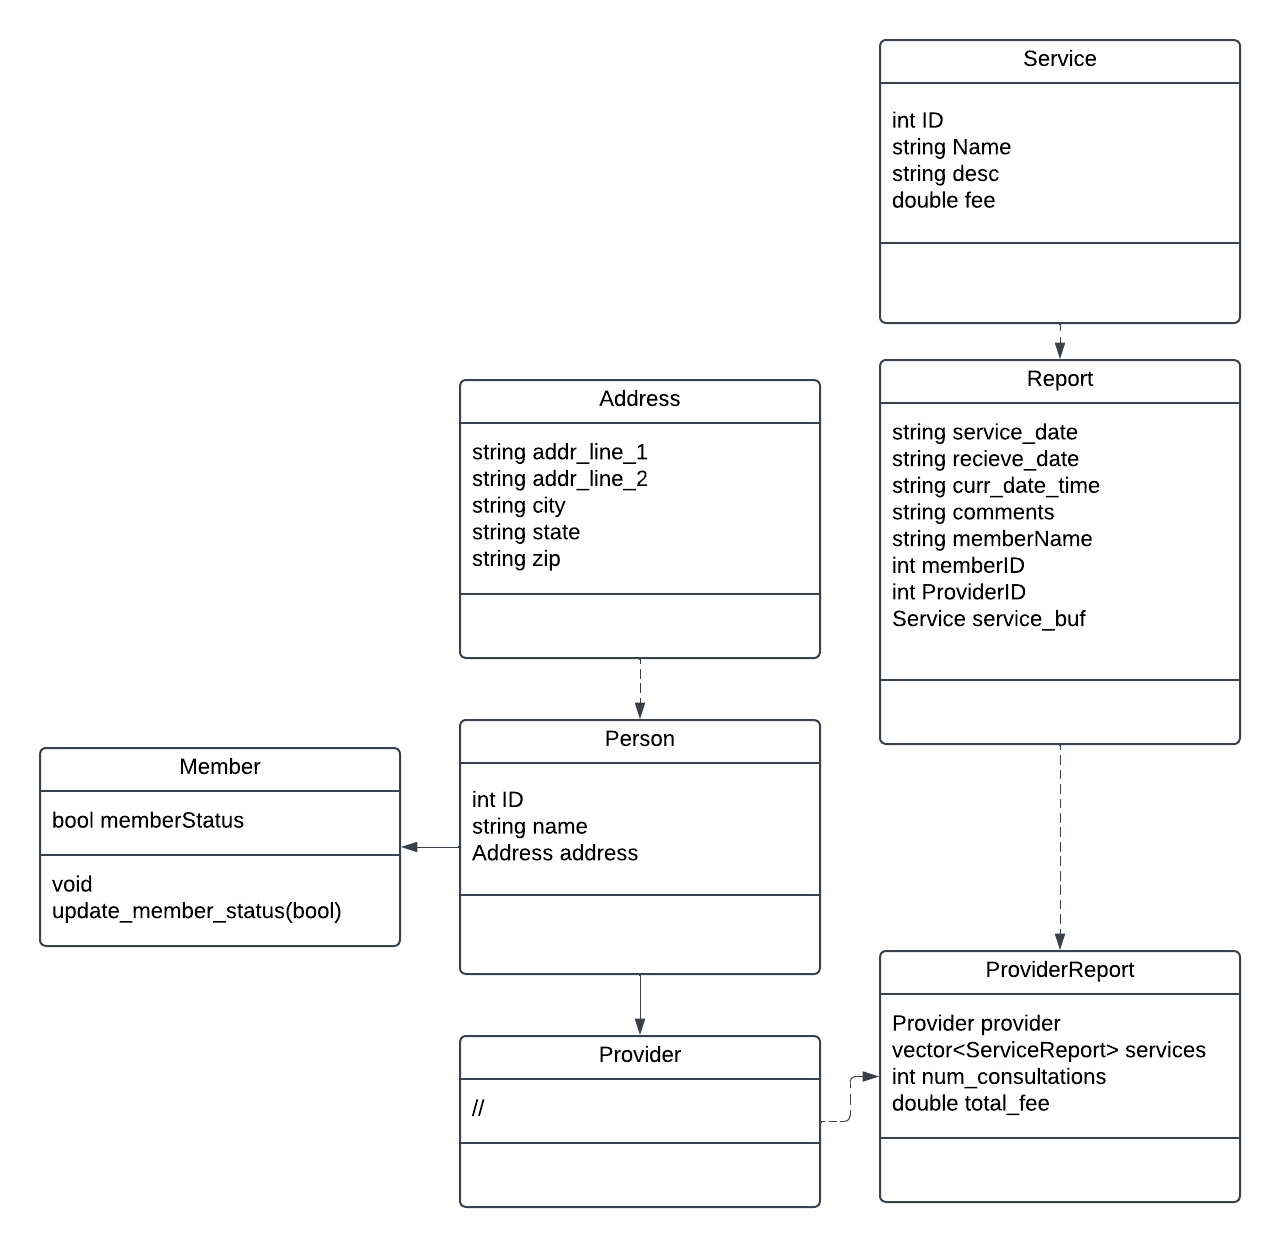 Service
int ID
string Name
string desc
double fee
Report
string service_date
string recieve_date
string curr_date_time
string comments
string memberName
int memberID
int ProviderID
Service service_buf
Address
string addr_line_1
string addr_line_2
string city
string state
string zip
Person
int ID
string name
Address address
Member
bool memberStatus
void
update_member_status(bool)
Provider
//
ProviderReport
Provider provider
vector<ServiceReport> services
int num_consultations
double total_fee